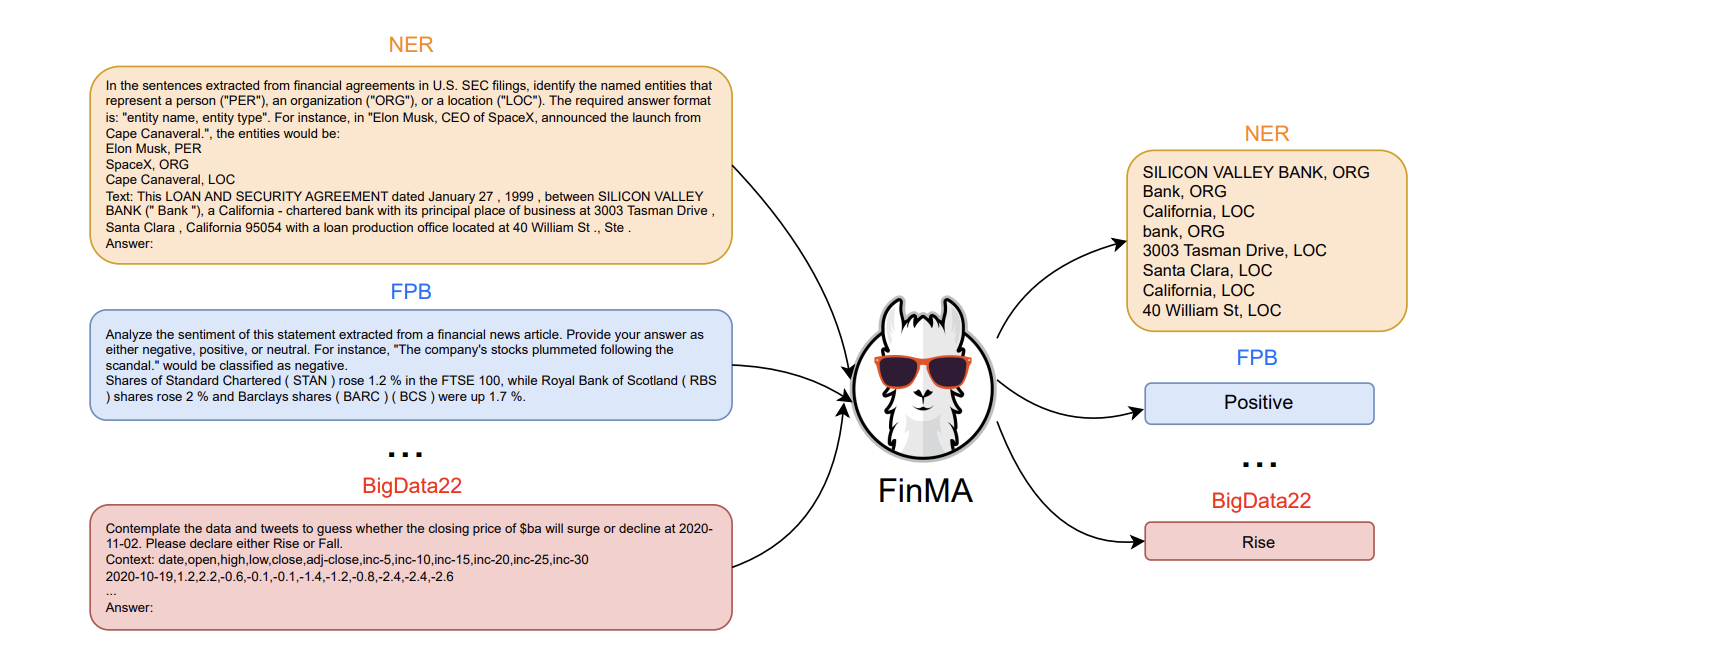 NER
In the sentences extracted from financial agreements in U.S. SEC filings, identify the named entities that
represent a person ("PER"), an organization ("ORG"), or a location ("LOC"). The required answer format
is: "entity name, entity type". For instance, in "Elon Musk, CEO of SpaceX, announced the launch from
Cape Canaveral.", the entities would be:
Elon Musk, PER
SpaceX, ORG
Cape Canaveral, LOC
Text: This LOAN AND SECURITY AGREEMENT dated January 27 , 1999 , between SILICON VALLEY
BANK (" Bank "), a California - chartered bank with its principal place of business at 3003 Tasman Drive ,
Santa Clara , California 95054 with a loan production office located at 40 William St ., Ste .
Answer:
FPB
Analyze the sentiment of this statement extracted from a financial news article. Provide your answer as
either negative, positive, or neutral. For instance, "The company's stocks plummeted following the
scandal." would be classified as negative.
Shares of Standard Chartered ( STAN ) rose 1.2 % in the FTSE 100, while Royal Bank of Scotland ( RBS
) shares rose 2 % and Barclays shares ( BARC ) ( BCS ) were up 1.7 %.
...
BigData22
Contemplate the data and tweets to guess whether the closing price of $ba will surge or decline at 2020-
11-02. Please declare either Rise or Fall.
Context: date,open,high,low,close,adj-close,inc-5,inc-10,inc-15,inc-20,inc-25,inc-30
2020-10-19,1.2,2.2,-0.6,-0.1,-0.1,-1.4,-1.2,-0.8,-2.4,-2.4,-2.6
...
Answer:
FinMA
NER
SILICON VALLEY BANK, ORG
Bank, ORG
California, LOC
bank, ORG
3003 Tasman Drive, LOC
Santa Clara, LOC
California, LOC
40 William St, LOC
FPB
Positive
...
BigData22
Rise